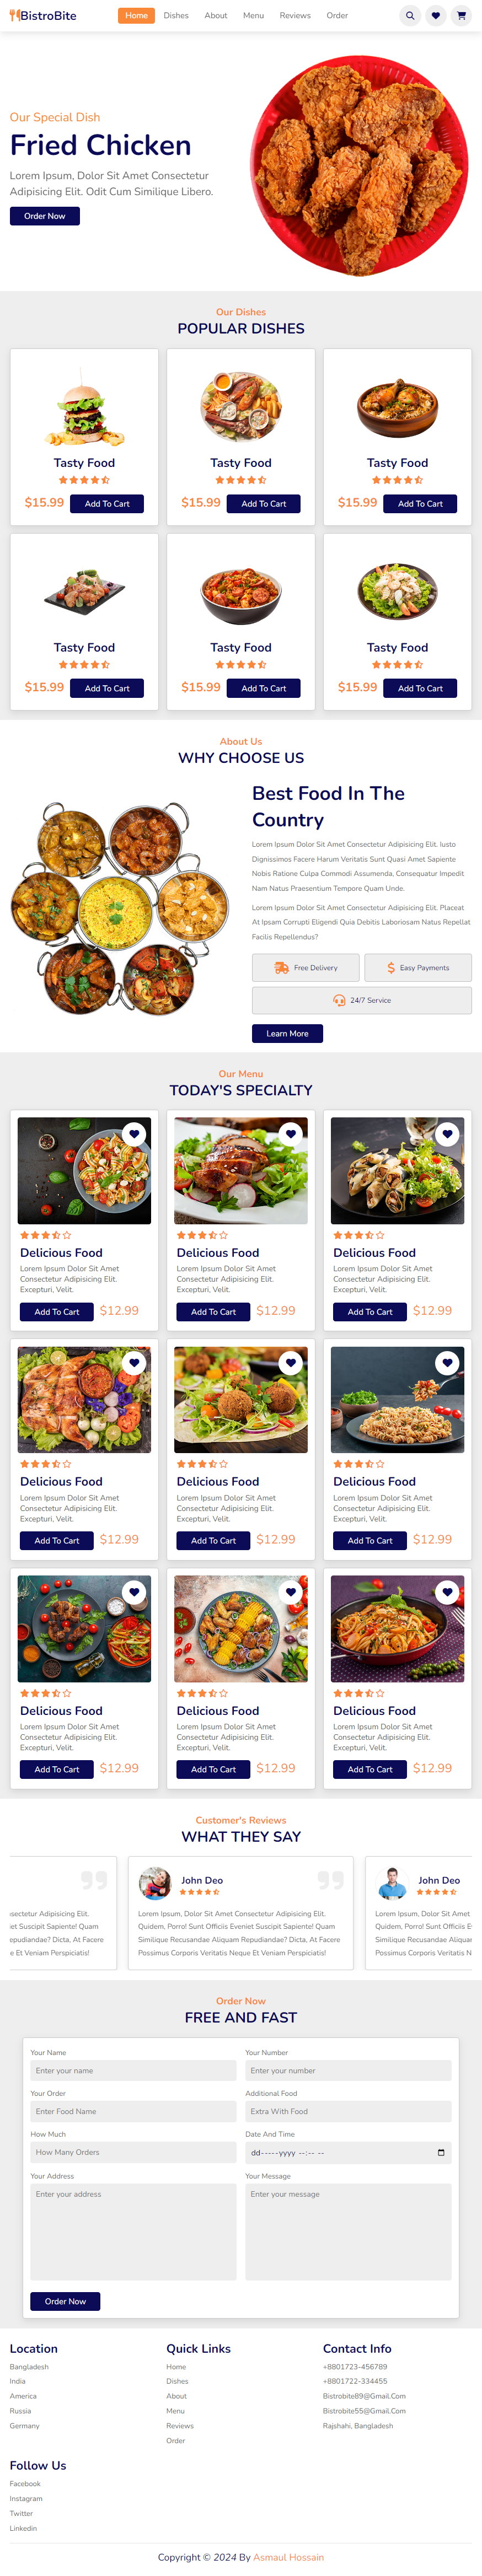 BistroBite
Home Dishes About Menu Reviews Order
Our Special Dish
Fried Chicken
Lorem Ipsum, Dolor Sit Amet Consectetur
Adipisicing Elit. Odit Cum Similique Libero.
Order Now
Our Dishes
POPULAR DISHES
Tasty Food Tasty Food Tasty Food
$15.99 Add To Cart $15.99 Add To Cart $15.99 Add To Cart
Tasty Food Tasty Food Tasty Food
$15.99 Add To Cart $15.99 Add To Cart $15.99 Add To Cart
About Us
WHY CHOOSE US
Best Food In The
Country
Lorem Ipsum Dolor Sit Amet Consectetur Adipisicing Elit. Iusto
Dignissimos Facere Harum Veritatis Sunt Quasi Amet Sapiente
Nobis Ratione Culpa Commodi Assumenda, Consequatur Impedit
Nam Natus Praesentium Tempore Quam Unde.
Lorem Ipsum Dolor Sit Amet Consectetur Adipisicing Elit. Placeat
At Ipsam Corrupti Eligendi Quia Debitis Laboriosam Natus Repellat
Facilis Repellendus?
Free Delivery Easy Payments
24/7 Service
Learn More
Our Menu
TODAY'S SPECIALTY
Delicious Food Delicious Food Delicious Food
Lorem Ipsum Dolor Sit Amet Lorem Ipsum Dolor Sit Amet Lorem Ipsum Dolor Sit Amet
Consectetur Adipisicing Elit. Consectetur Adipisicing Elit. Consectetur Adipisicing Elit.
Excepturi, Velit. Excepturi, Velit. Excepturi, Velit.
Add To Cart $12.99 Add To Cart $12.99 Add To Cart $12.99
Delicious Food Delicious Food Delicious Food
Lorem Ipsum Dolor Sit Amet Lorem Ipsum Dolor Sit Amet Lorem Ipsum Dolor Sit Amet
Consectetur Adipisicing Elit. Consectetur Adipisicing Elit. Consectetur Adipisicing Elit.
Excepturi, Velit. Excepturi, Velit. Excepturi, Velit.
Add To Cart $12.99 Add To Cart $12.99 Add To Cart $12.99
Delicious Food Delicious Food Delicious Food
Lorem Ipsum Dolor Sit Amet Lorem Ipsum Dolor Sit Amet Lorem Ipsum Dolor Sit Amet
Consectetur Adipisicing Elit. Consectetur Adipisicing Elit. Consectetur Adipisicing Elit.
Excepturi, Velit. Excepturi, Velit. Excepturi, Velit.
Add To Cart $12.99 Add To Cart $12.99 Add To Cart $12.99
Customer's Reviews
WHAT THEY SAY
Adipisicing Elit.
Suscipit Sapiente! Quam
Dicta, At Facere
Et Veniam Perspiciatis!
John Deo
Lorem Ipsum, Dolor Sit Amet Consectetur Adipisicing Elit.
Quidem, Porro! Sunt Officiis Eveniet Suscipit Sapiente! Quam
Similique Recusandae Aliquam Repudiandae? Dicta, At Facere
Possimus Corporis Veritatis Neque Et Veniam Perspiciatis!
John Deo
Lorem Ipsum, Dolor Sit Amet
Quidem, Porro! Sunt Officiis
Similique Recusandae
Possimus Corporis Veritatis
Order Now
FREE AND FAST
Your Name Your Number
Enter your name Enter your number
Your Order Additional Food
Enter Food Name Extra With Food
How Much Date And Time
How Many Orders dd-----yyyy --:-- --
Your Address Your Message
Enter your address Enter your message
Order Now
Location Quick Links Contact Info
Bangladesh Home +8801723-456789
India Dishes +8801722-334455
America About Bistrobite89@Gmail.Com
Russia Menu Bistrobite55@Gmail.Com
Germany Reviews Rajshahi, Bangladesh
Order
Follow Us
Facebook
Instagram
Twitter
Linkedin
Copyright © 2024 By Asmaul Hossain